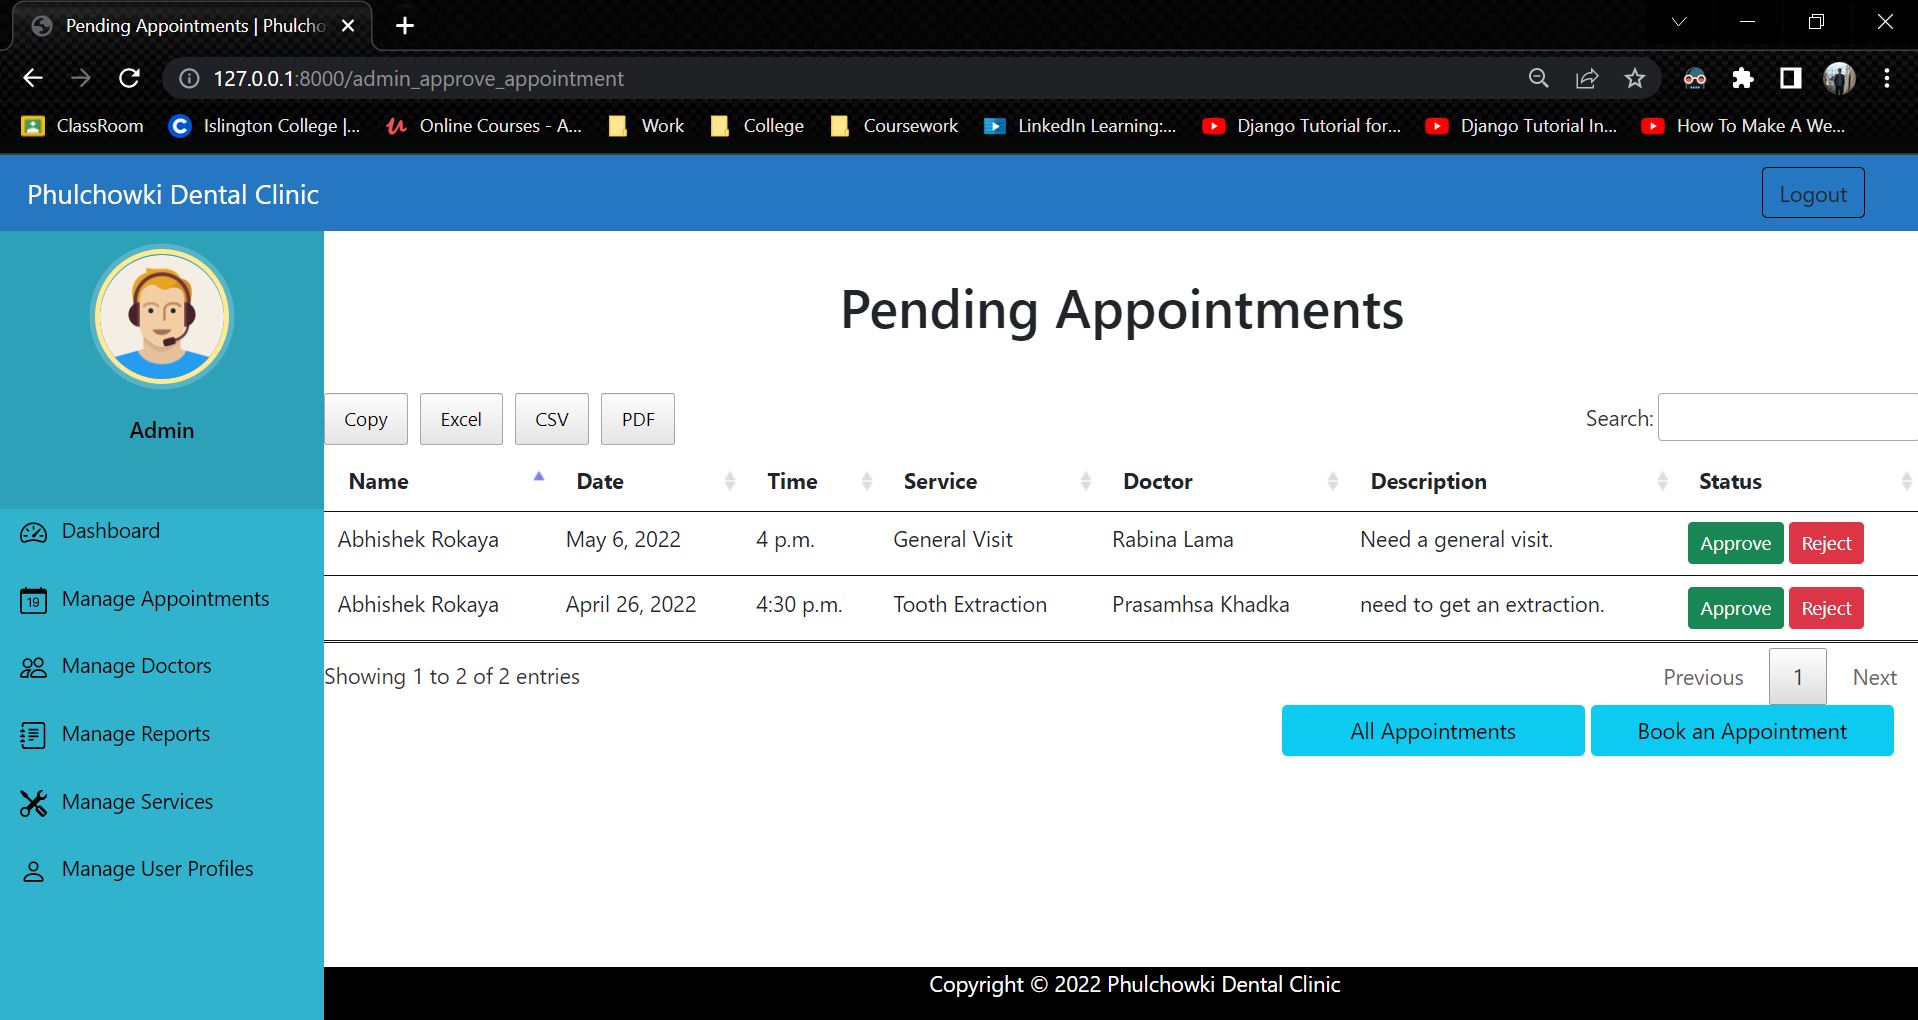 Pending Appointments | Phulcho
127.0.0.1:8000/admin_approve_appointment
ClassRoom Islington College |... Online Courses - A... Work College Coursework LinkedIn Learning:... Django Tutorial for... Django Tutorial In... How To Make A We...
Phulchowki Dental Clinic Logout
Admin
Dashboard
19 Manage Appointments
Manage Doctors
Manage Reports
Manage Services
Manage User Profiles
Pending Appointments
Copy Excel CSV PDF Search:
Name Date Time Service Doctor Description Status
Abhishek Rokaya May 6, 2022 4 p.m. General Visit Rabina Lama Need a general visit. Approve Reject
Abhishek Rokaya April 26, 2022 4:30 p.m. Tooth Extraction Prasamhsa Khadka need to get an extraction. Approve Reject
Showing 1 to 2 of 2 entries Previous 1 Next
All Appointments Book an Appointment
Copyright © 2022 Phulchowki Dental Clinic